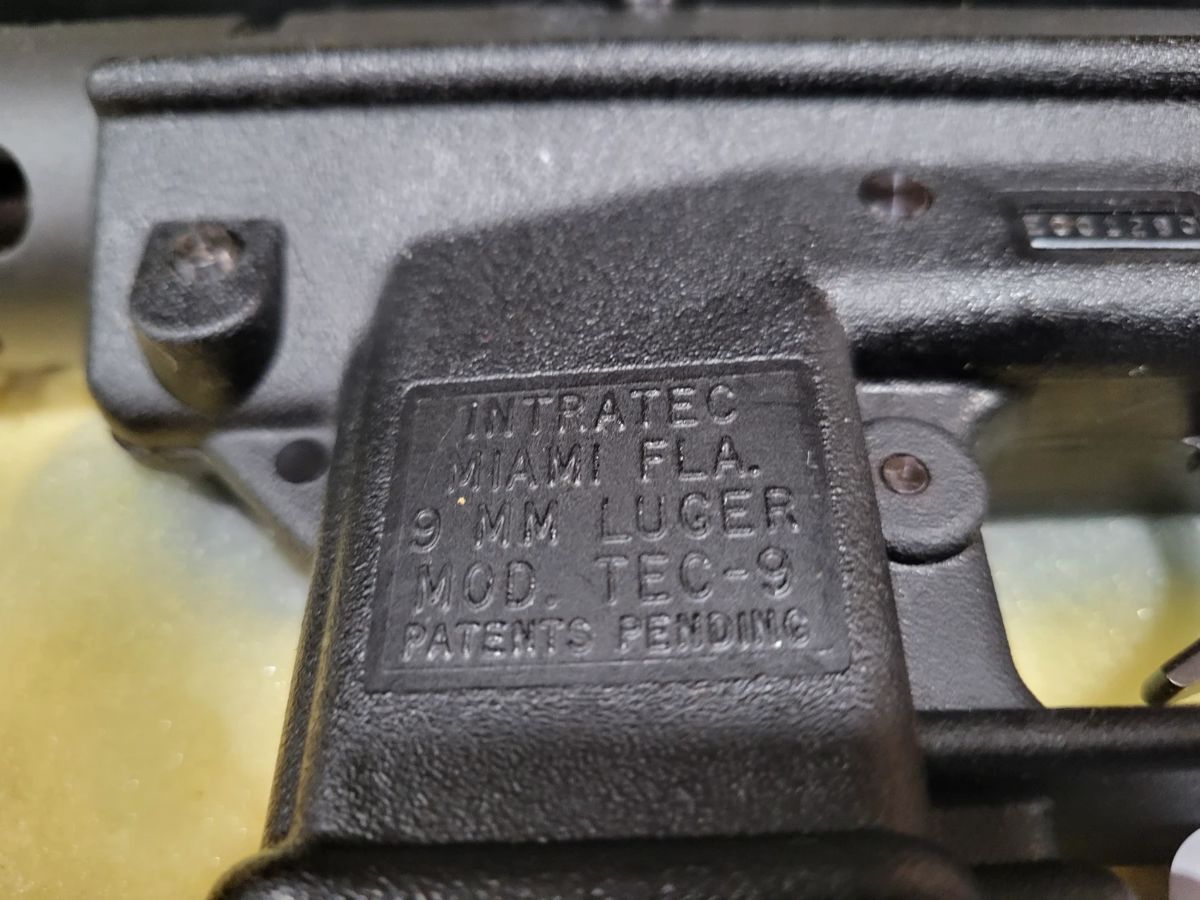 INTRATEC
MIAMI FLA.
9 MM LUGER
MOD. TEC-9
PATENTS PENDING